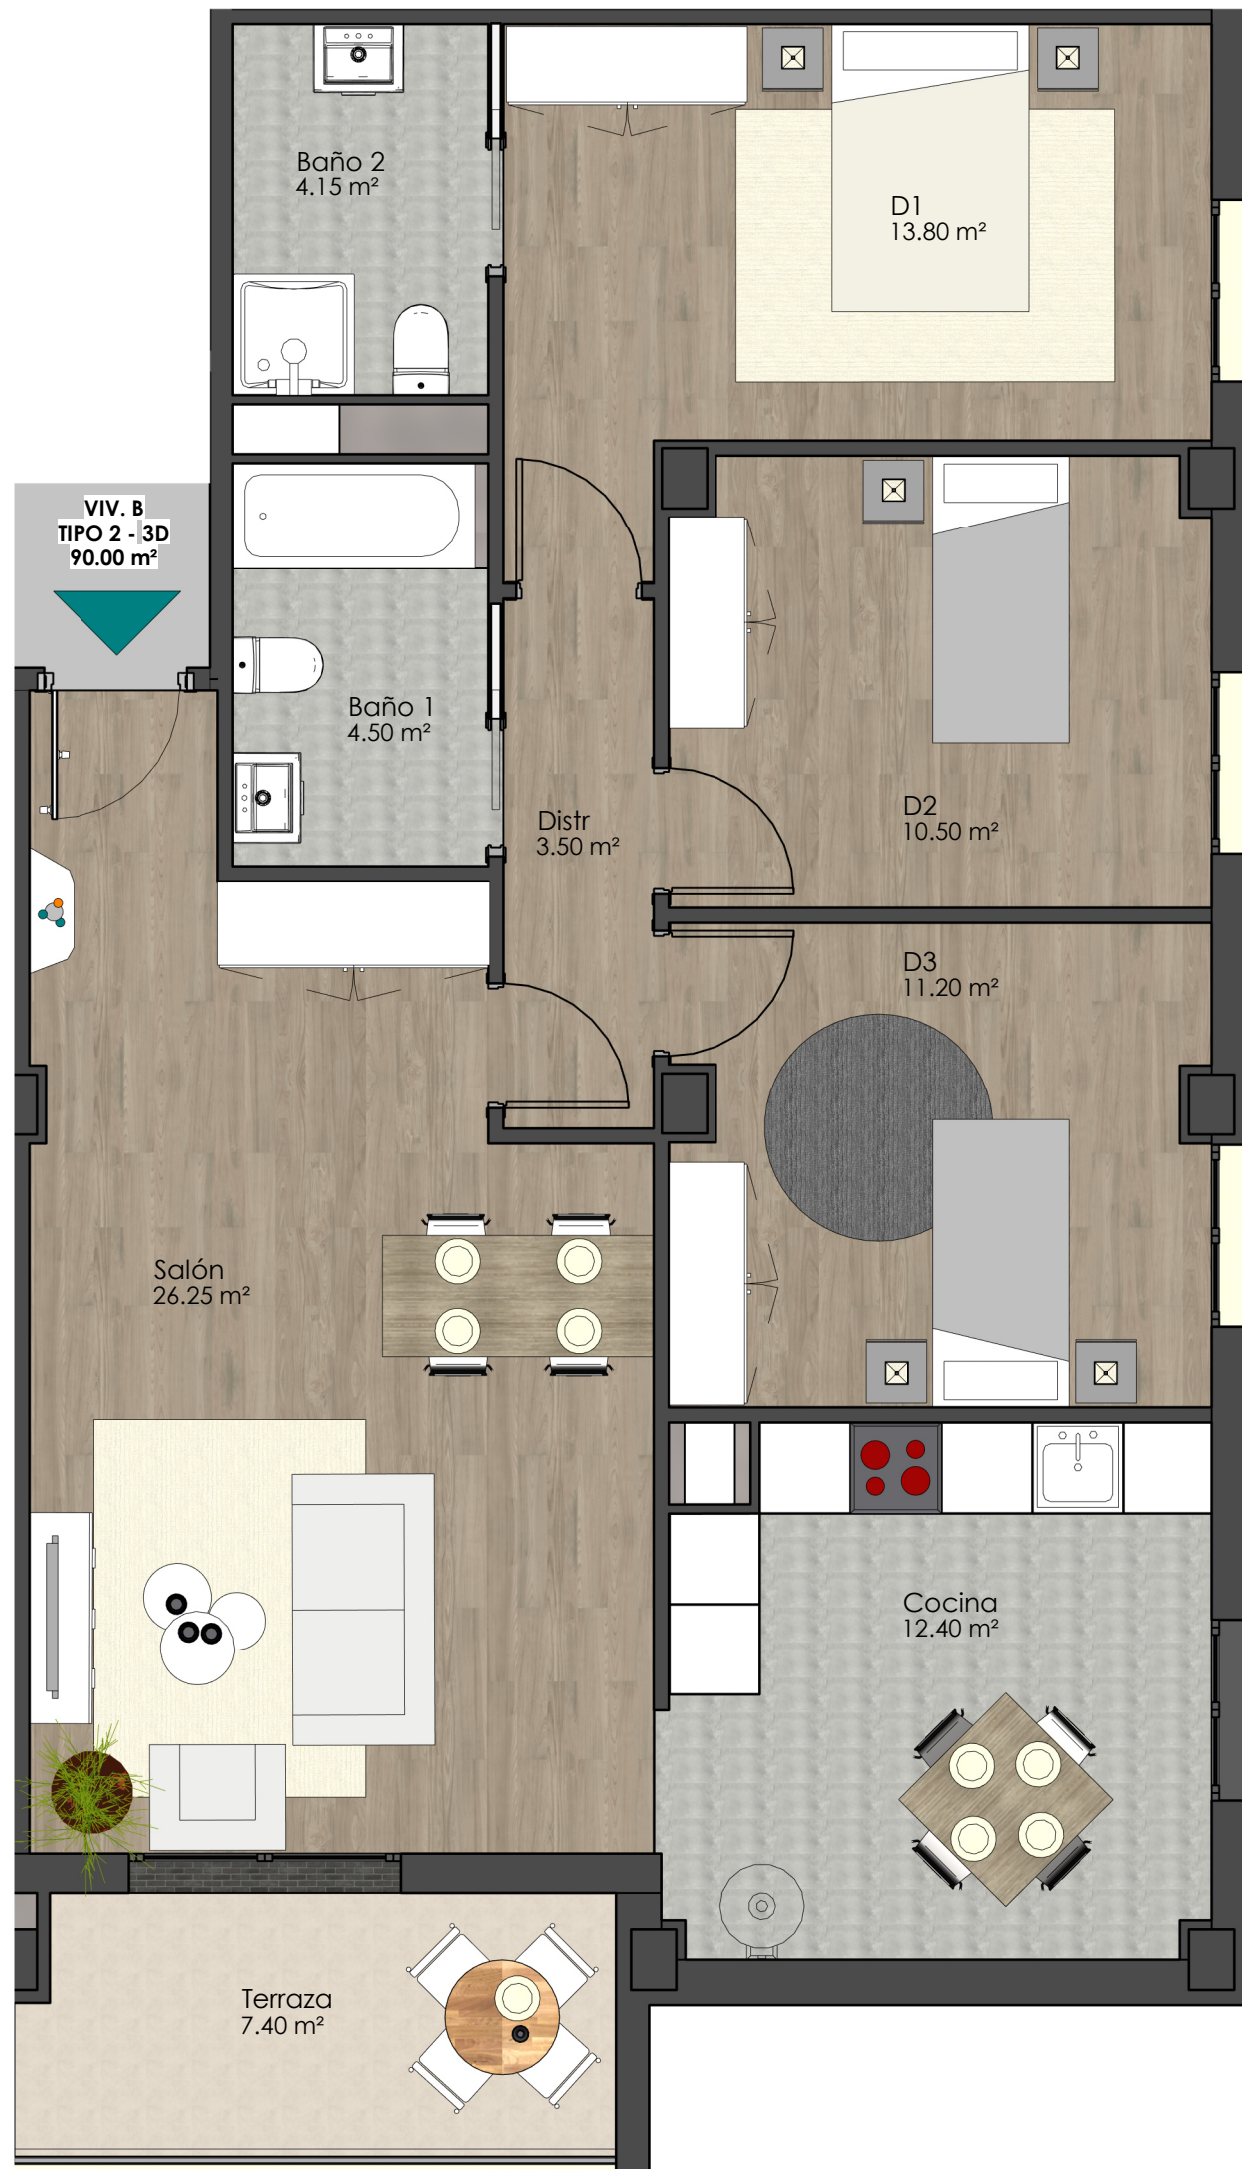 Baño 2
4.15 m²
D1
13.80 m²
VIV. B
TIPO 2 - 3D
90.00 m²
Baño 1
4.50 m²
Distr
3.50 m²
D2
10.50 m²
D3
11.20 m²
Salón
26.25 m²
Cocina
12.40 m²
Terraza
7.40 m²